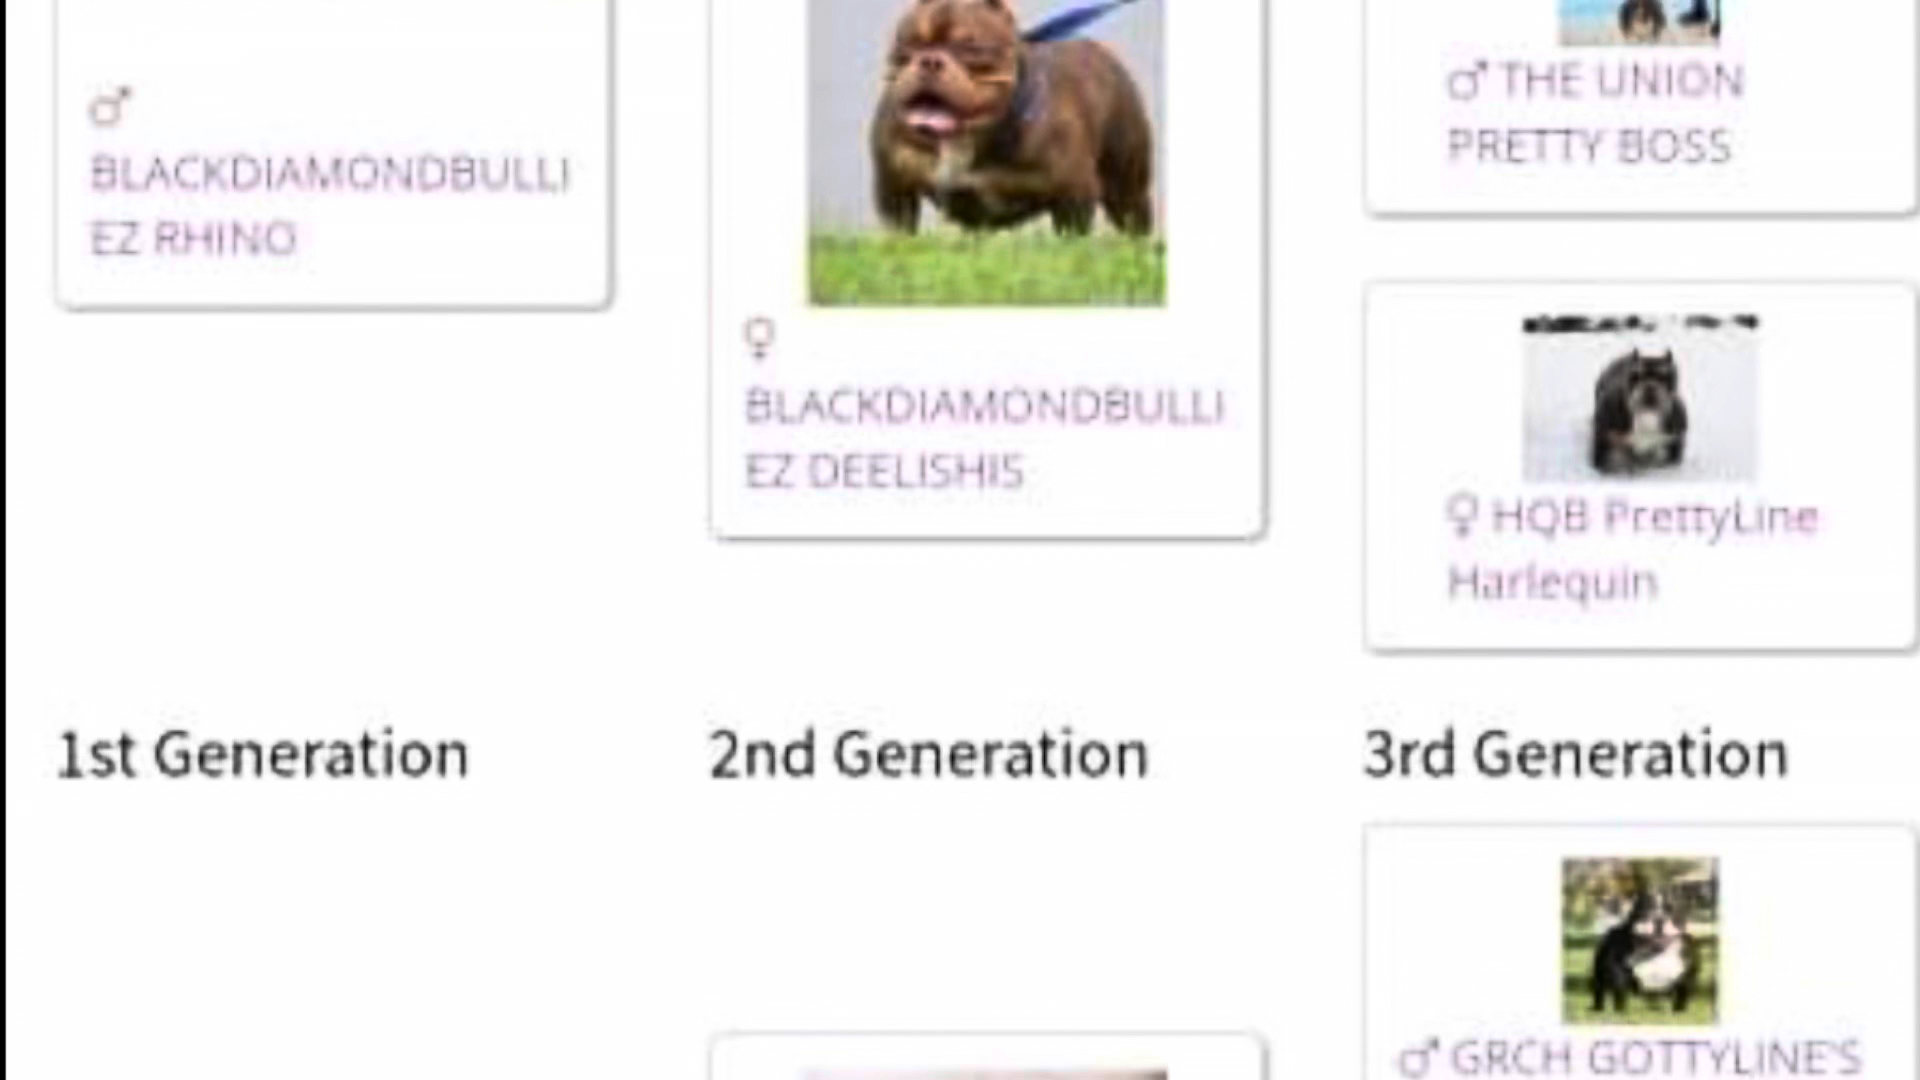 ♂
BLACKDIAMONDBULLI
EZ RHINO
♀
BLACKDIAMONDBULLI
EZ DEELISHIS
♂ THE UNION
PRETTY BOSS
♀ HQB PrettyLine
Harlequin
1st Generation
2nd Generation
3rd Generation
♂ GRCH GOTTYLINE'S